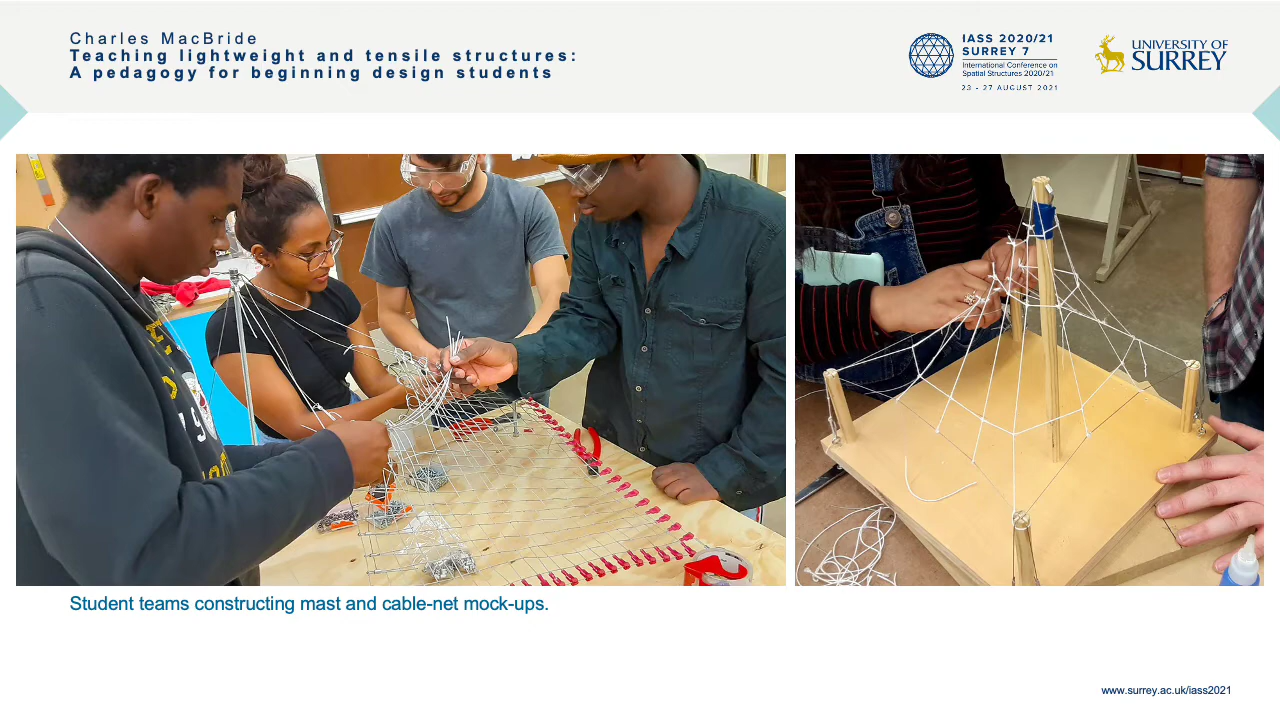 Charles MacBride
Teaching lightweight and tensile structures:
A pedagogy for beginning design students
IASS 2020/21
SURREY 7
International Conference on
Spatial Structures 2020/21
23 - 27 AUGUST 2021
UNIVERSITY OF
SURREY
Student teams constructing mast and cable-net mock-ups.
www.surrey.ac.uk/iass2021